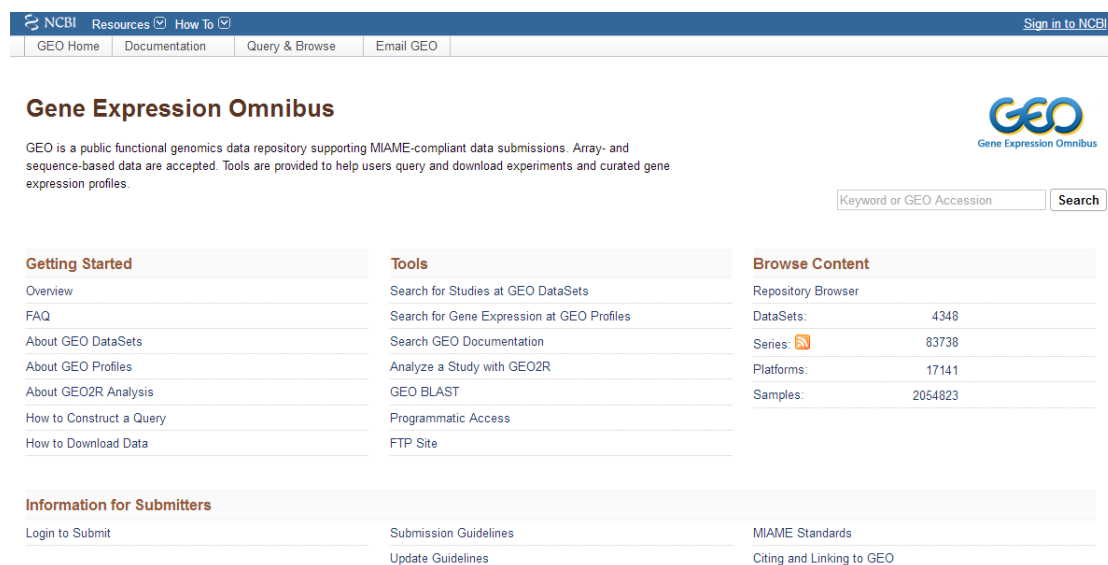 NCBI Resources How To Sign in to NCBI
GEO Home Documentation Query & Browse Email GEO
Gene Expression Omnibus
GEO is a public functional genomics data repository supporting MIAME-compliant data submissions. Array- and
sequence-based data are accepted. Tools are provided to help users query and download experiments and curated gene
expression profiles.
GEO
Gene Expression Omnibus
Keyword or GEO Accession Search
Getting Started
Overview
FAQ
About GEO DataSets
About GEO Profiles
About GEO2R Analysis
How to Construct a Query
How to Download Data
Tools
Search for Studies at GEO DataSets
Search for Gene Expression at GEO Profiles
Search GEO Documentation
Analyze a Study with GEO2R
GEO BLAST
Programmatic Access
FTP Site
Browse Content
Repository Browser
DataSets: 4348
Series: 83738
Platforms: 17141
Samples: 2054823
Information for Submitters
Login to Submit
Submission Guidelines
Update Guidelines
MIAME Standards
Citing and Linking to GEO